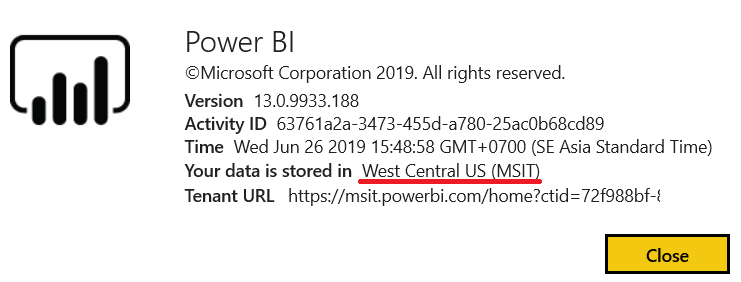 Power BI
©Microsoft Corporation 2019. All rights reserved.
Version 13.0.9933.188
Activity ID 63761a2a-3473-455d-a780-25ac0b68cd89
Time Wed Jun 26 2019 15:48:58 GMT+0700 (SE Asia Standard Time)
Your data is stored in West Central US (MSIT)
Tenant URL https://msit.powerbi.com/home?ctid=72f988bf-8
Close